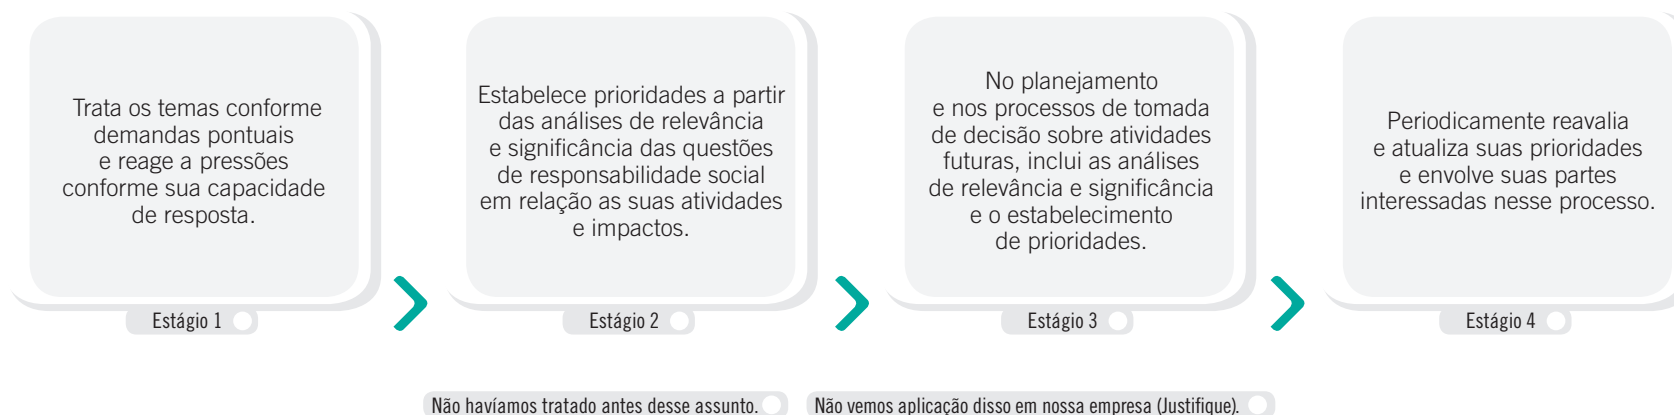 Trata os temas conforme
demandas pontuais
e reage a pressões
conforme sua capacidade
de resposta.
Estágio 1
Estabelece prioridades a partir
das análises de relevância
e significância das questões
de responsabilidade social
em relação as suas atividades
e impactos.
Estágio 2
No planejamento
e nos processos de tomada
de decisão sobre atividades
futuras, inclui as análises
de relevância e significância
e o estabelecimento
de prioridades.
Estágio 3
Periodicamente reavalia
e atualiza suas prioridades
e envolve suas partes
interessadas nesse processo.
Estágio 4
Não havíamos tratado antes desse assunto.
Não vemos aplicação disso em nossa empresa (Justifique).